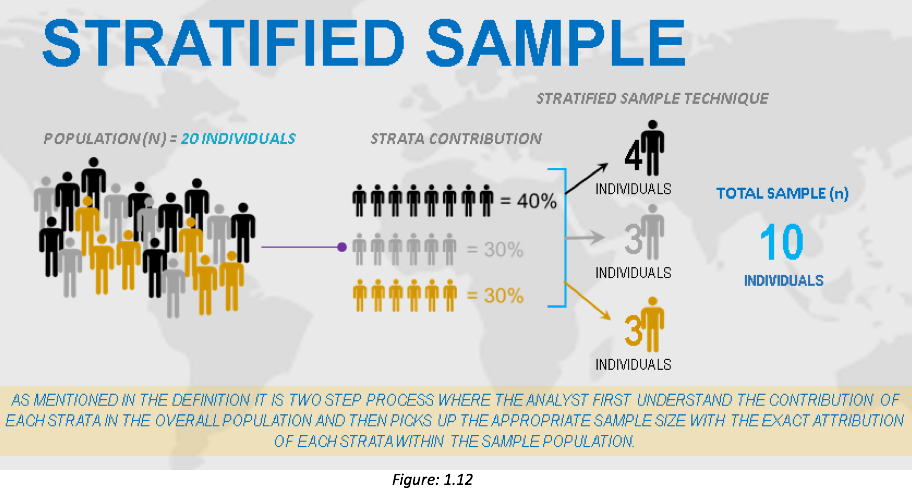 STRATIFIED SAMPLE
STRATIFIED SAMPLE TECHNIQUE
POPULATION (N) = 20 INDIVIDUALS
STRATA CONTRIBUTION
4
= 40%
INDIVIDUALS
TOTAL SAMPLE (n)
3
10
= 30%
INDIVIDUALS
INDIVIDUALS
= 30%
3
INDIVIDUALS
AS MENTIONED IN THE DEFINITION IT IS TWO STEP PROCESS WHERE THE ANALYST FIRST UNDERSTAND THE CONTRIBUTION OF
EACH STRATA IN THE OVERALL POPULATION AND THEN PICKS UP THE APPROPRIATE SAMPLE SIZE WITH THE EXACT ATTRIBUTION
OF EACH STRATA WITHIN THE SAMPLE POPULATION.
Figure: 1.12